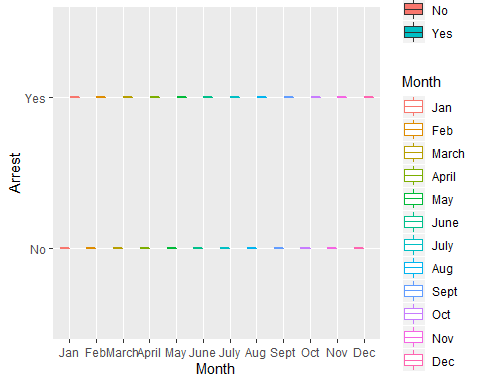 No
Yes
Month
Jan
Feb
March
April
May
June
July
Aug
Sept
Oct
Nov
Dec
Yes
No
Arrest
Jan Feb March April May June July Aug Sept Oct Nov Dec
Month